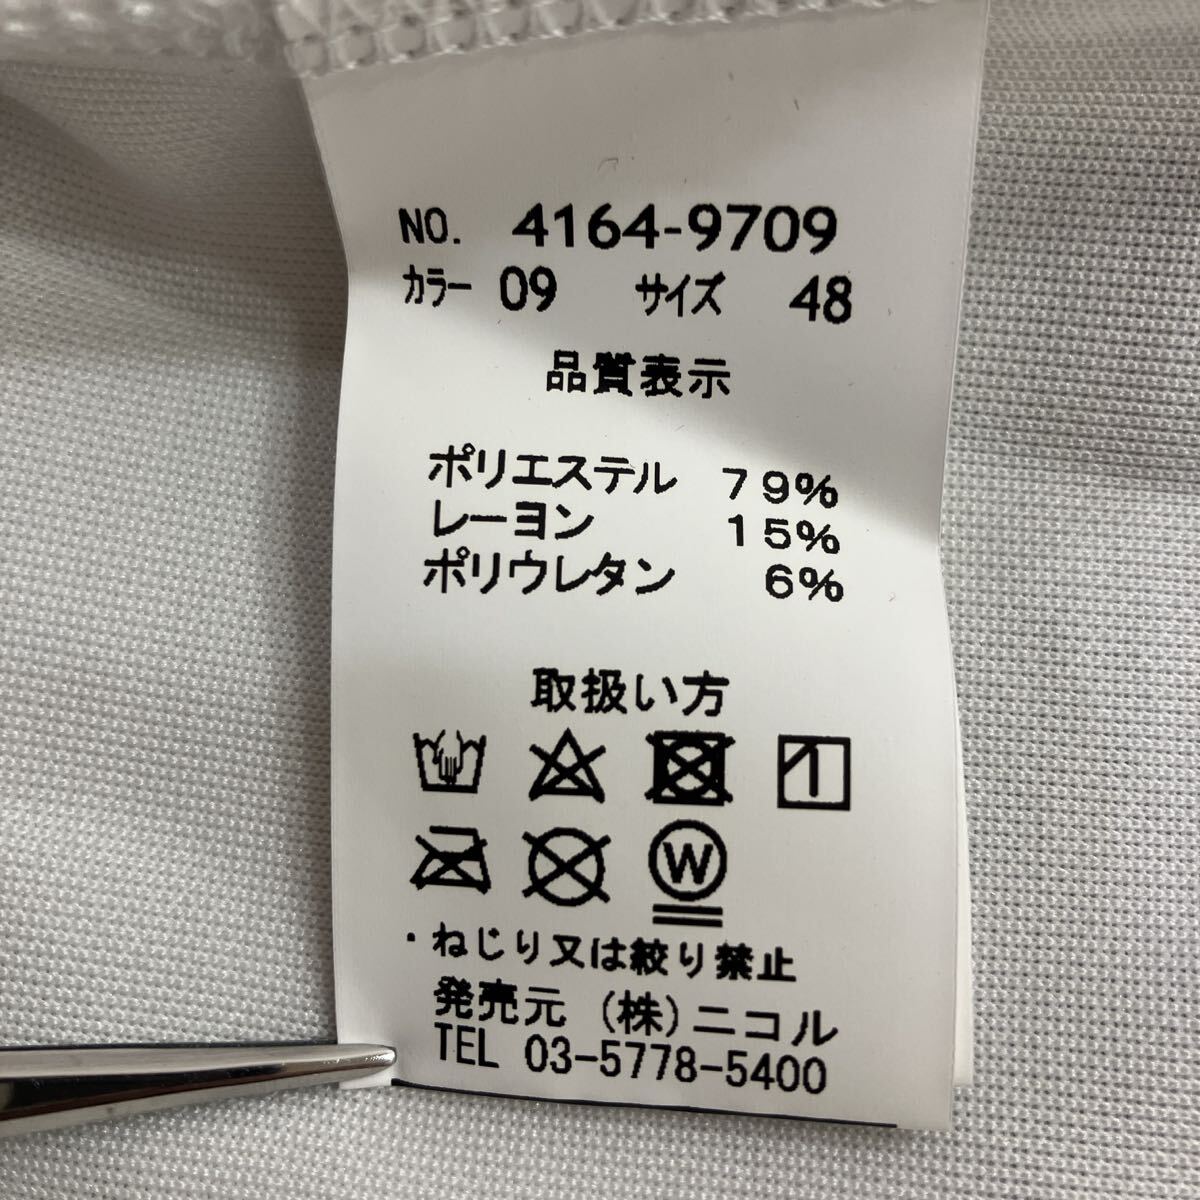 NO. 4164-9709
カラー 09 サイズ 48
品質表示
ポリエステル 79%
レーヨン 15%
ポリウレタン 6%
取扱い方
W
・ねじり又は絞り禁止
発売元 (株)ニコル
TEL 03-5778-5400